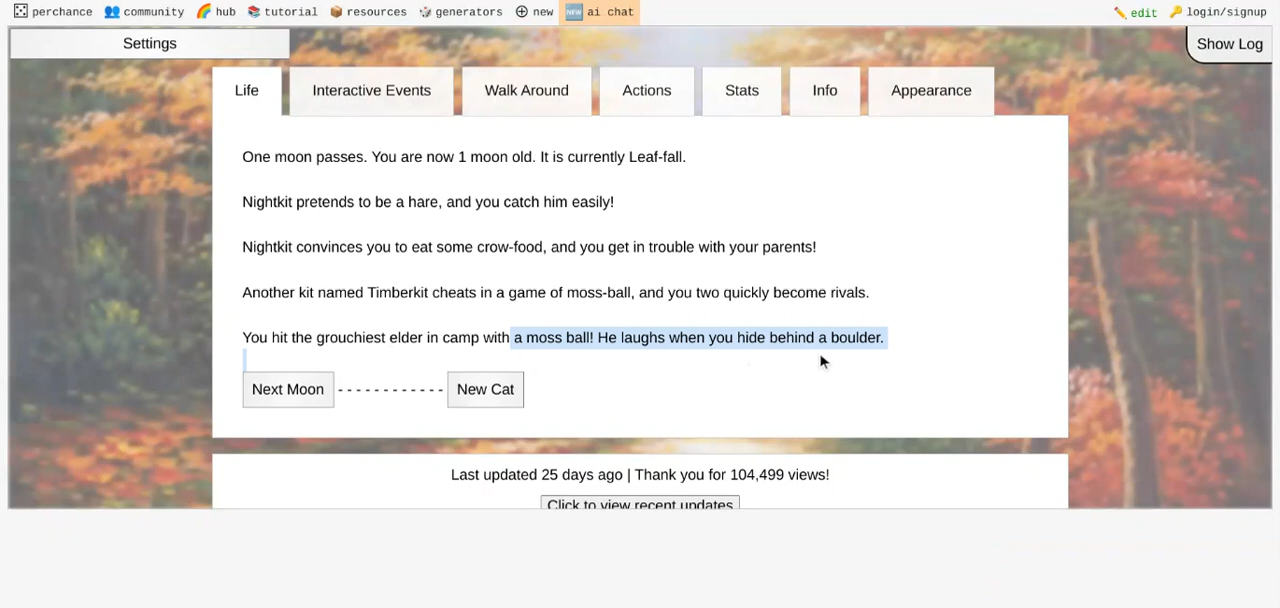 perchance community hub tutorial resources generators new NEW ai chat edit login/signup
Settings
Show Log
Life Interactive Events Walk Around Actions Stats Info Appearance
One moon passes. You are now 1 moon old. It is currently Leaf-fall.
Nightkit pretends to be a hare, and you catch him easily!
Nightkit convinces you to eat some crow-food, and you get in trouble with your parents!
Another kit named Timberkit cheats in a game of moss-ball, and you two quickly become rivals.
You hit the grouchiest elder in camp with a moss ball! He laughs when you hide behind a boulder.
Next Moon - - - - - - - - - - - - New Cat
Last updated 25 days ago | Thank you for 104,499 views!
Click to view recent updates